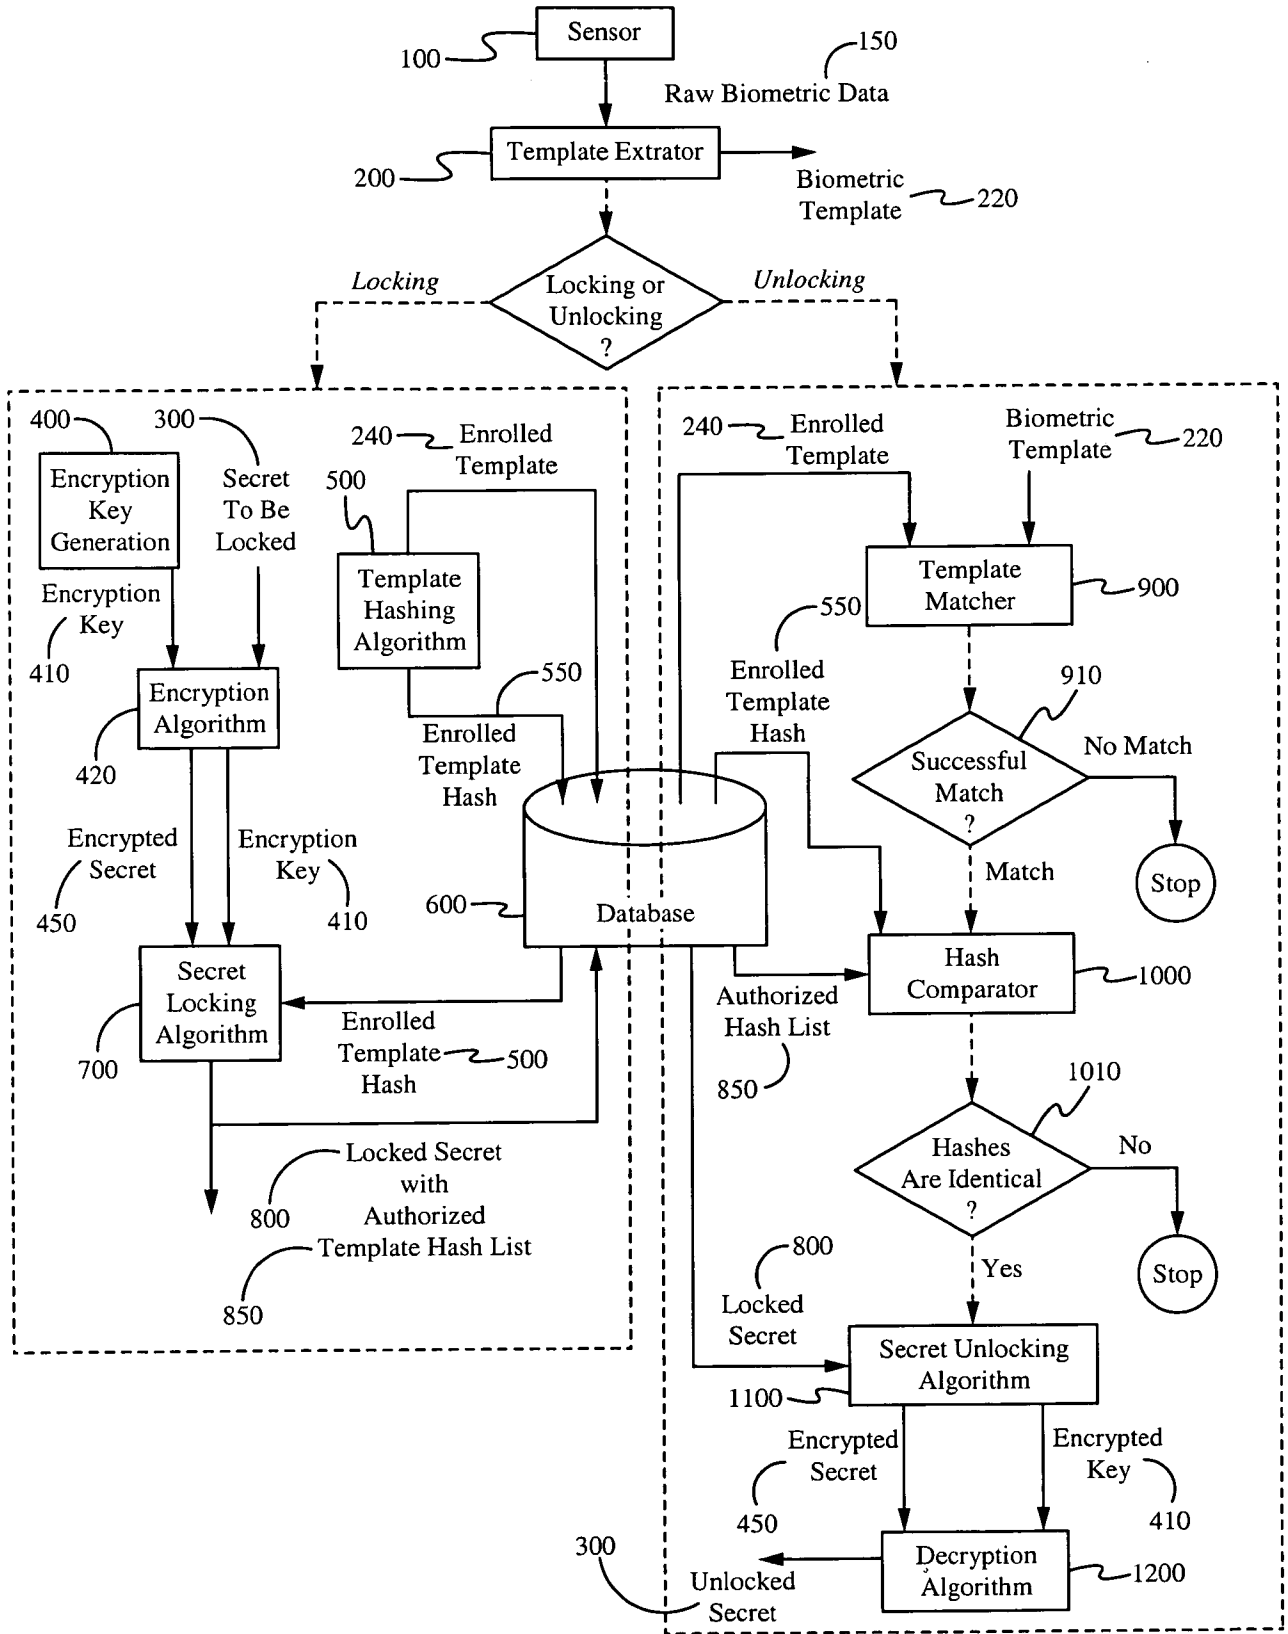 Sensor
100
150
Raw Biometric Data
Template Extrator
200
Biometric
Template
220
Locking
Locking or
Unlocking
?
Unlocking
400
300
Encryption
Key
Generation
Secret
To Be
Locked
240
Enrolled
Template
500
Template
Hashing
Algorithm
Encryption
Key
410
550
Enrolled
Template
Hash
Encryption
Algorithm
420
Encrypted
Secret
450
Encryption
Key
410
600
Database
Secret
Locking
Algorithm
700
Enrolled
Template
Hash
500
800
Locked Secret
with
Authorized
Template Hash List
850
240
Enrolled
Template
Biometric
Template
220
Template
Matcher
900
550
Enrolled
Template
Hash
910
Successful
Match
?
No Match
Stop
Match
Hash
Comparator
1000
Authorized
Hash List
850
1010
Hashes
Are Identical
?
No
Stop
Yes
800
Locked
Secret
Secret Unlocking
Algorithm
1100
Encrypted
Secret
450
Encrypted
Key
410
Decryption
Algorithm
1200
300
Unlocked
Secret